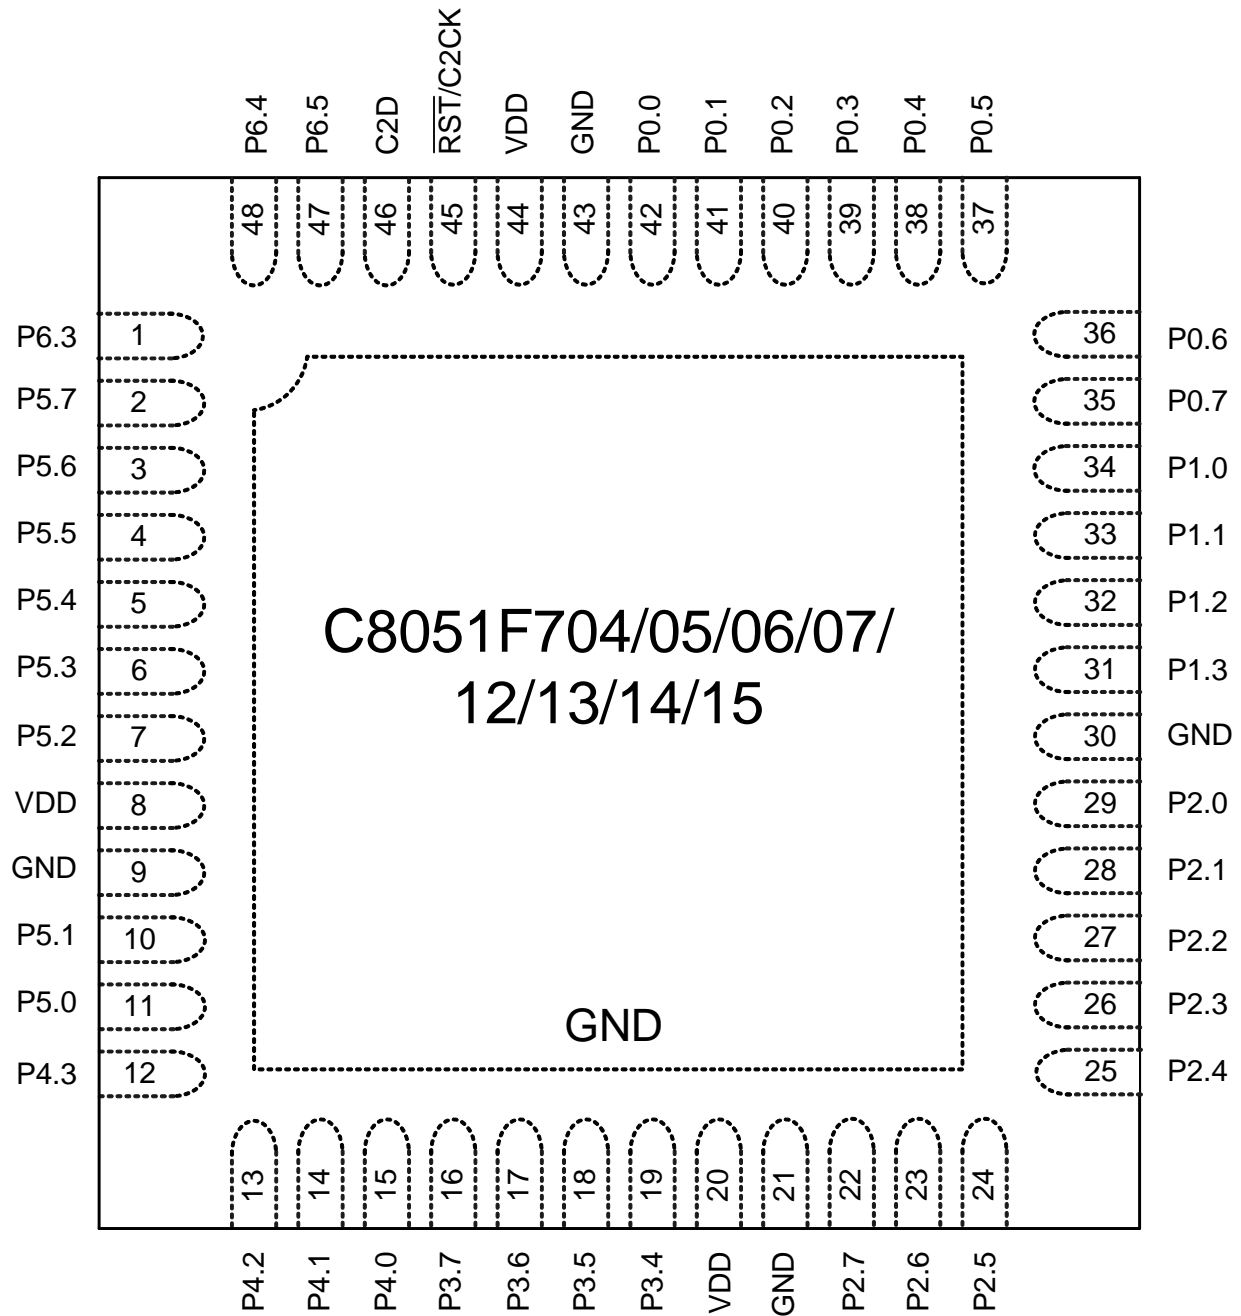 P6.4
P6.5
C2D
RST/C2CK
VDD
GND
P0.0
P0.1
P0.2
P0.3
P0.4
P0.5
48
47
46
45
44
43
42
41
40
39
38
37
P6.3 1
P5.7 2
P5.6 3
P5.5 4
P5.4 5
P5.3 6
P5.2 7
VDD 8
GND 9
P5.1 10
P5.0 11
P4.3 12
C8051F704/05/06/07/
12/13/14/15
GND
36 P0.6
35 P0.7
34 P1.0
33 P1.1
32 P1.2
31 P1.3
30 GND
29 P2.0
28 P2.1
27 P2.2
26 P2.3
25 P2.4
13
14
15
16
17
18
19
20
21
22
23
24
P4.2
P4.1
P4.0
P3.7
P3.6
P3.5
P3.4
VDD
GND
P2.7
P2.6
P2.5